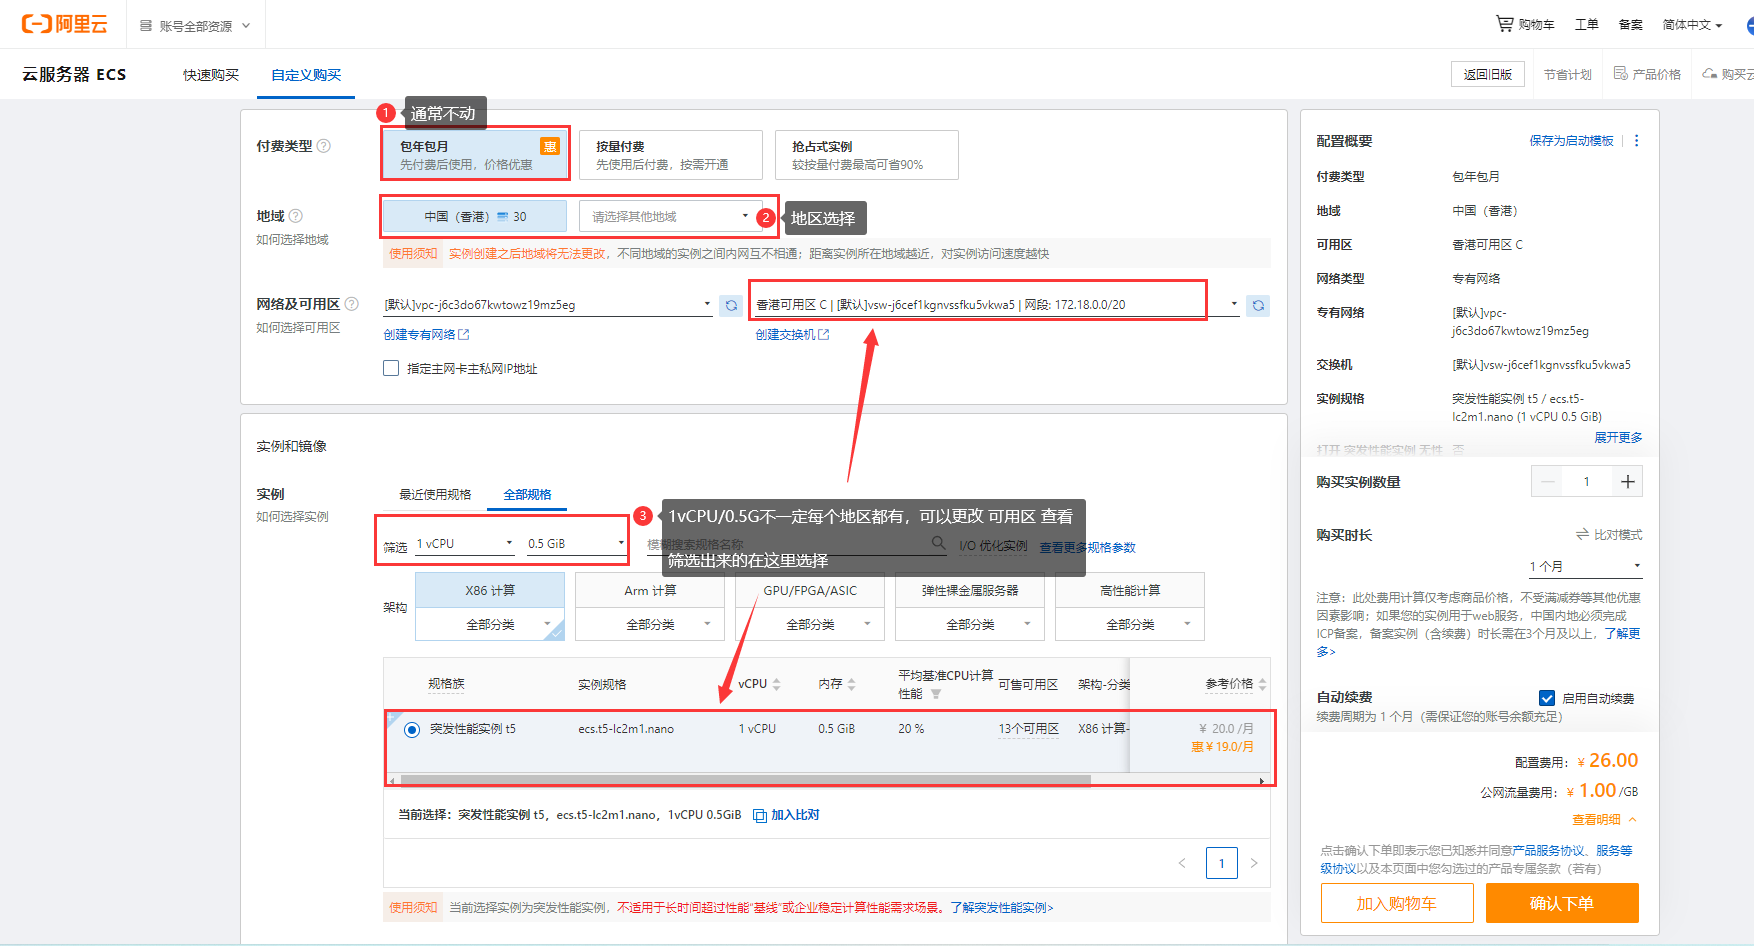 阿里云
账号全部资源
购物车
工单
备案
简体中文
云服务器 ECS
快速购买
自定义购买
返回旧版
节省计划
产品价格
购买云
1
通常不动
付费类型
包年包月
惠
先付费后使用，价格优惠
按量付费
先使用后付费，按需开通
抢占式实例
较按量付费最高可省90%
地域
如何选择地域
中国（香港）
30
请选择其他地域
2
地区选择
使用须知
实例创建之后地域将无法更改，不同地域的实例之间内网互不相通；距离实例所在地域越近，对实例访问速度越快
网络及可用区
如何选择可用区
[默认]vpc-j6c3do67kwtowz19mz5eg
香港可用区 C | [默认]vsw-j6cef1kgnvssfku5vkwa5 | 网段: 172.18.0.0/20
创建专有网络
创建交换机
指定主网卡主私网IP地址
实例和镜像
实例
如何选择实例
最近使用规格
全部规格
3
1vCPU/0.5G不一定每个地区都有，可以更改 可用区 查看
筛选出来的在这里选择
筛选
1 vCPU
0.5 GiB
模糊搜索规格名称
I/O 优化实例
查看更多规格参数
架构
X86 计算
全部分类
Arm 计算
全部分类
GPU/FPGA/ASIC
全部分类
弹性裸金属服务器
全部分类
高性能计算
全部分类
规格族
实例规格
vCPU
内存
平均基准CPU计算
性能
可售可用区
架构-分类
参考价格
突发性能实例 t5
ecs.t5-lc2m1.nano
1 vCPU
0.5 GiB
20 %
13个可用区
X86 计算-
¥ 20.0 /月
惠 ¥ 19.0/月
当前选择：突发性能实例 t5，ecs.t5-lc2m1.nano，1vCPU 0.5GiB
加入比对
<
1
>
使用须知
当前选择实例为突发性能实例，不适用于长时间超过性能“基线”或企业稳定计算性能需求场景。了解突发性能实例>
配置概要
保存为启动模板
付费类型
包年包月
地域
中国（香港）
可用区
香港可用区 C
网络类型
专有网络
专有网络
[默认]vpc-
j6c3do67kwtowz19mz5eg
交换机
[默认]vsw-j6cef1kgnvssfku5vkwa5
实例规格
突发性能实例 t5 / ecs.t5-
lc2m1.nano (1 vCPU 0.5 GiB)
展开更多
打开 突发性能实例 无性
否
购买实例数量
1
购买时长
比对模式
1 个月
注意：此处费用计算仅考虑商品价格，不受满减券等其他优惠
因素影响；如果您的实例用于web服务，中国内地必须完成
ICP备案，备案实例（含续费）时长需在3个月及以上，了解更
多>
自动续费
启用自动续费
续费周期为 1 个月（需保证您的账号余额充足）
配置费用：¥ 26.00
公网流量费用：¥ 1.00 /GB
查看明细
点击确认下单即表示您已知悉并同意产品服务协议、服务等
级协议以及本页面中您勾选过的产品专属条款（若有）
加入购物车
确认下单